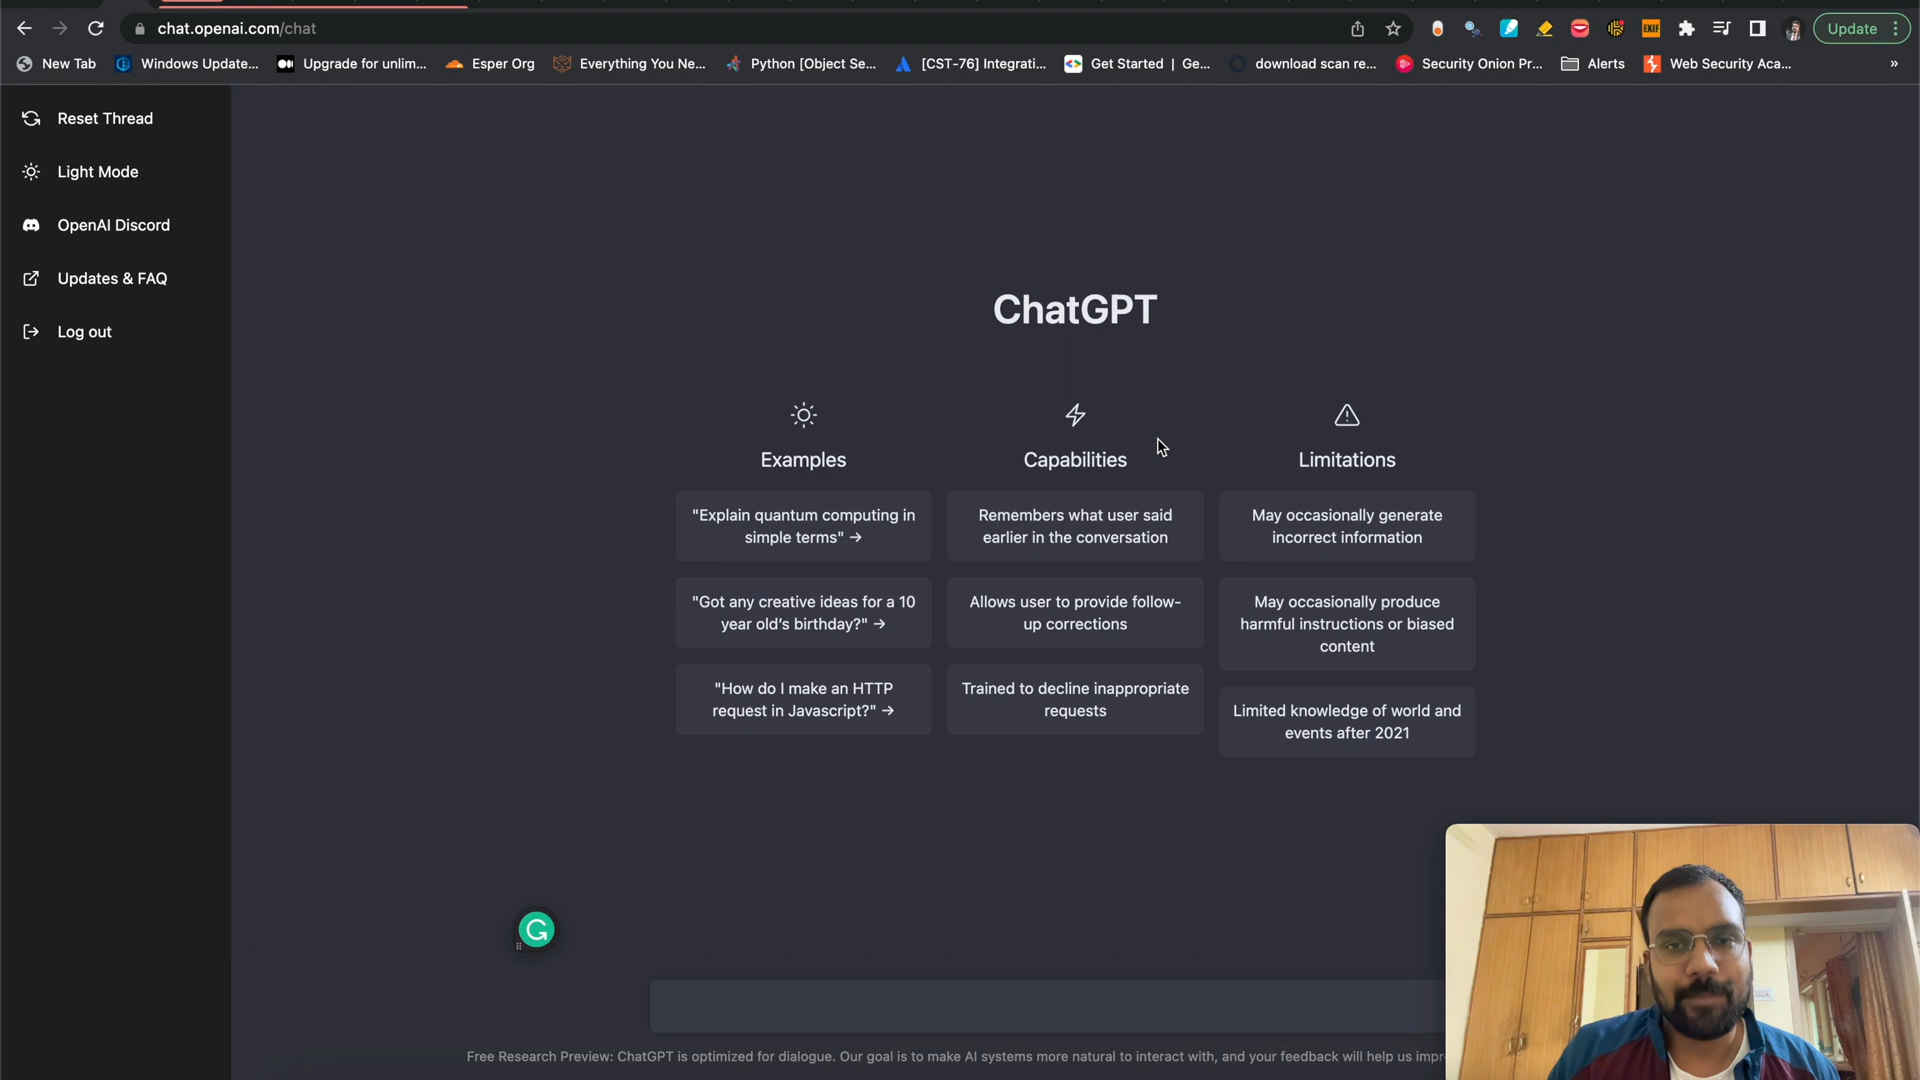 chat.openai.com/chat
Update
New Tab
Windows Update...
Upgrade for unlim...
Esper Org
Everything You Ne...
Python [Object Se...
[CST-76] Integrati...
Get Started | Ge...
download scan re...
Security Onion Pr...
Alerts
Web Security Aca...
»
Reset Thread
Light Mode
OpenAI Discord
Updates & FAQ
Log out
ChatGPT
Examples
"Explain quantum computing in
simple terms" →
"Got any creative ideas for a 10
year old’s birthday?" →
"How do I make an HTTP
request in Javascript?" →
Capabilities
Remembers what user said
earlier in the conversation
Allows user to provide follow-
up corrections
Trained to decline inappropriate
requests
Limitations
May occasionally generate
incorrect information
May occasionally produce
harmful instructions or biased
content
Limited knowledge of world and
events after 2021
Free Research Preview: ChatGPT is optimized for dialogue. Our goal is to make AI systems more natural to interact with, and your feedback will help us impr
EXIF